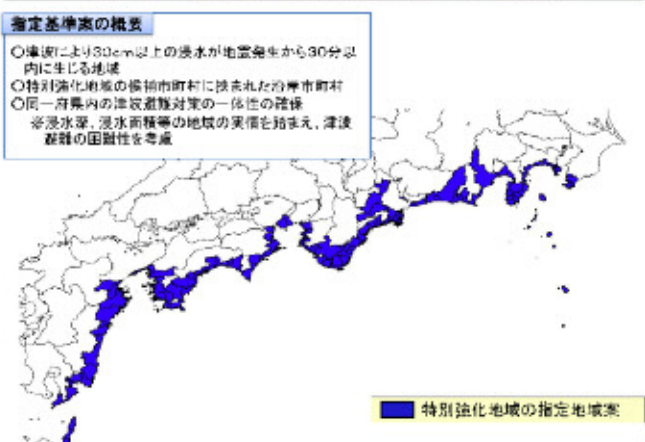 指定基準案の概要
○津波により30cm以上の浸水が地震発生から30分以
内に生じる地域
○特別強化地域の候補市町村に挟まれた沿岸市町村
○同一府県内の津波避難対策の一体性の確保
※浸水深、浸水面積等の地域の実情を踏まえ、津波
避難の困難性を考慮
特別強化地域の指定地域案